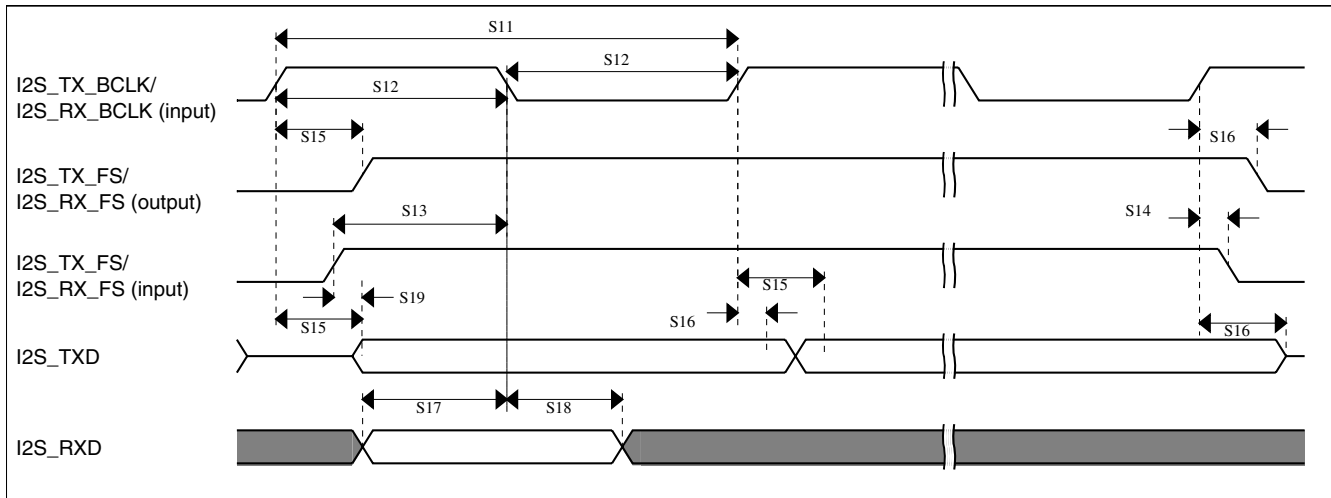 S11
I2S_TX_BCLK/
I2S_RX_BCLK (input)
S12
S12
S15
S16
I2S_TX_FS/
I2S_RX_FS (output)
S13
S14
I2S_TX_FS/
I2S_RX_FS (input)
S15
S19
S15
S16
S16
I2S_TXD
S17
S18
I2S_RXD